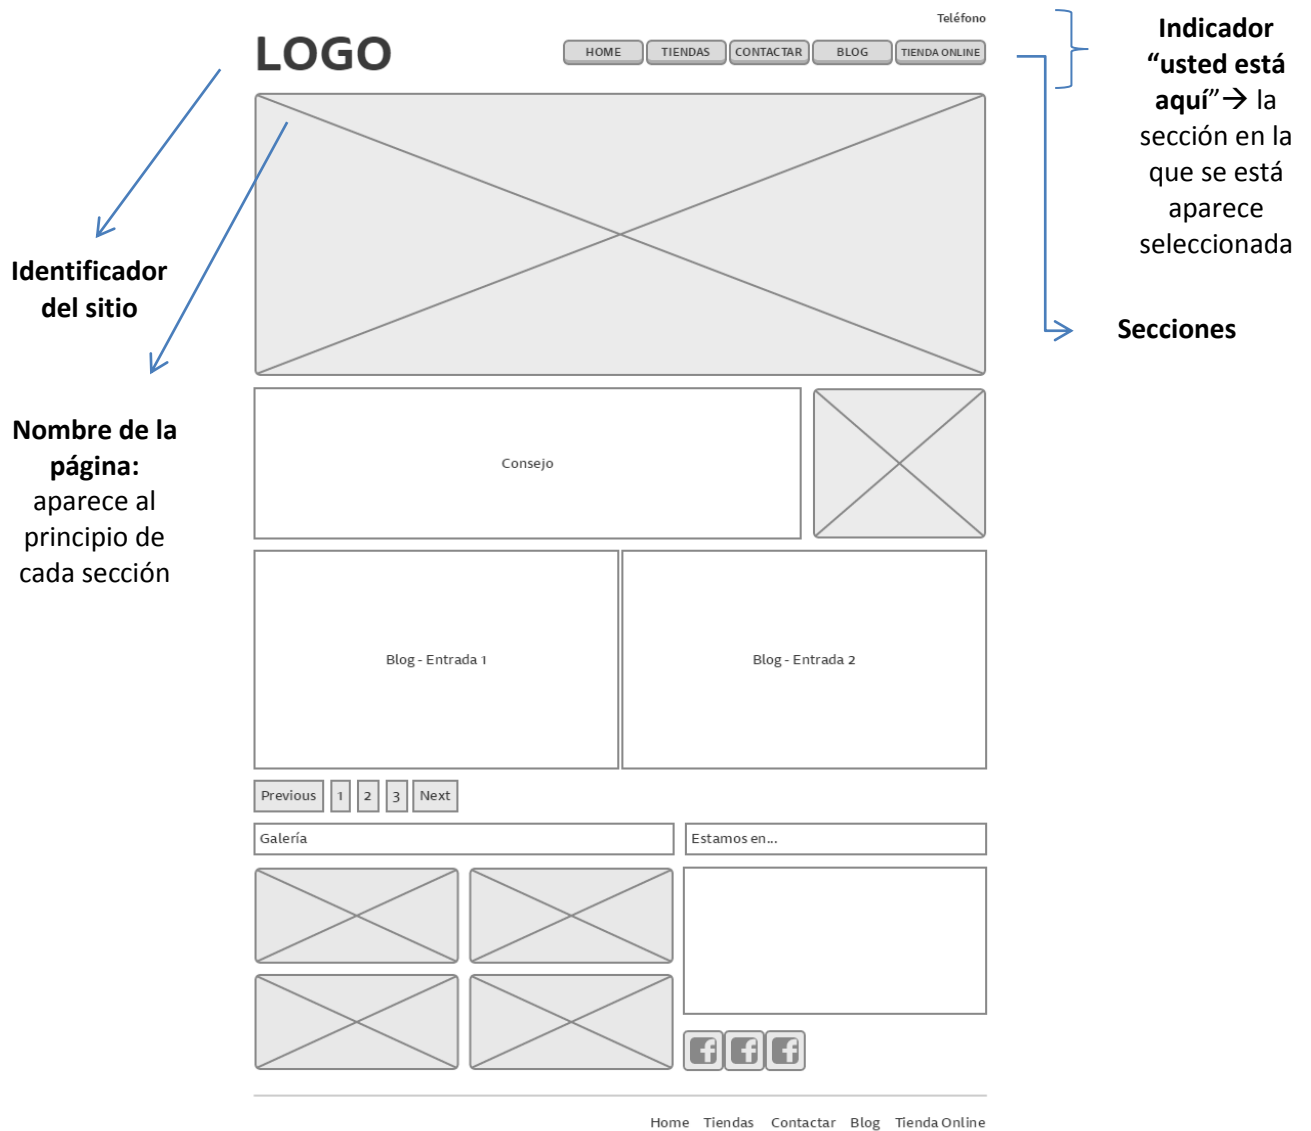 Teléfono
LOGO
HOME
TIENDAS
CONTACTAR
BLOG
TIENDA ONLINE
Indicador
“usted está
aquí”→ la
sección en la
que se está
aparece
seleccionada
Identificador
del sitio
Secciones
Nombre de la
página:
aparece al
principio de
cada sección
Consejo
Blog - Entrada 1
Blog - Entrada 2
Previous
1
2
3
Next
Galería
Estamos en...
Home
Tiendas
Contactar
Blog
Tienda Online